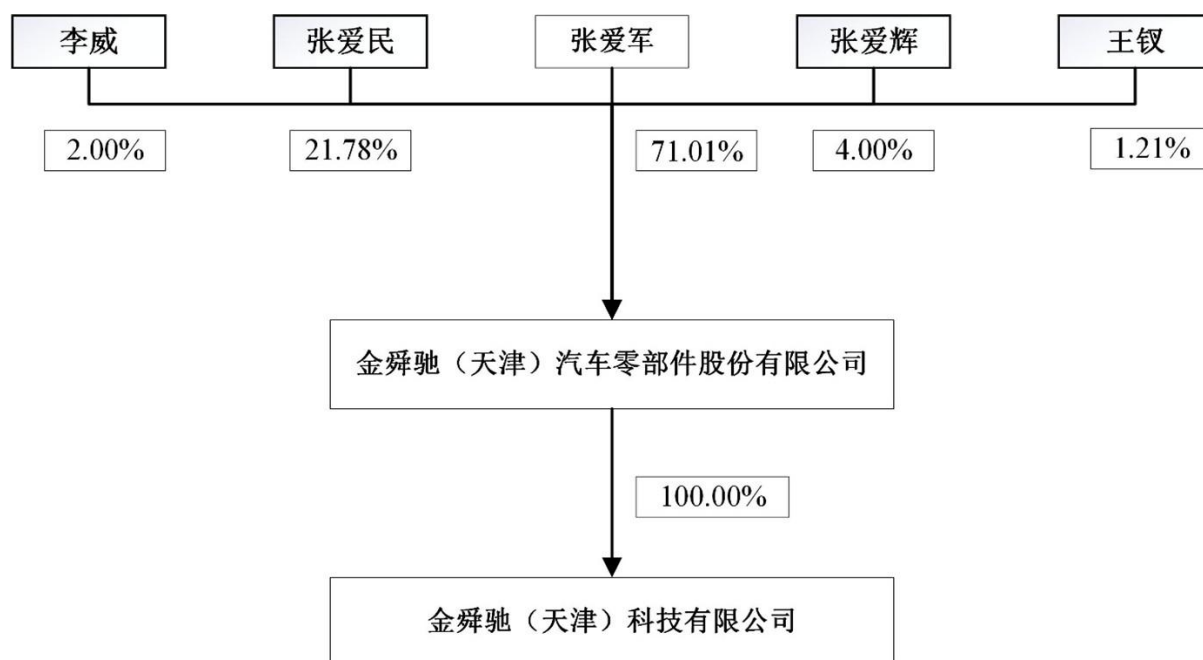 李威
张爱民
张爱军
张爱辉
王钗
2.00%
21.78%
71.01%
4.00%
1.21%
金舜驰（天津）汽车零部件股份有限公司
100.00%
金舜驰（天津）科技有限公司